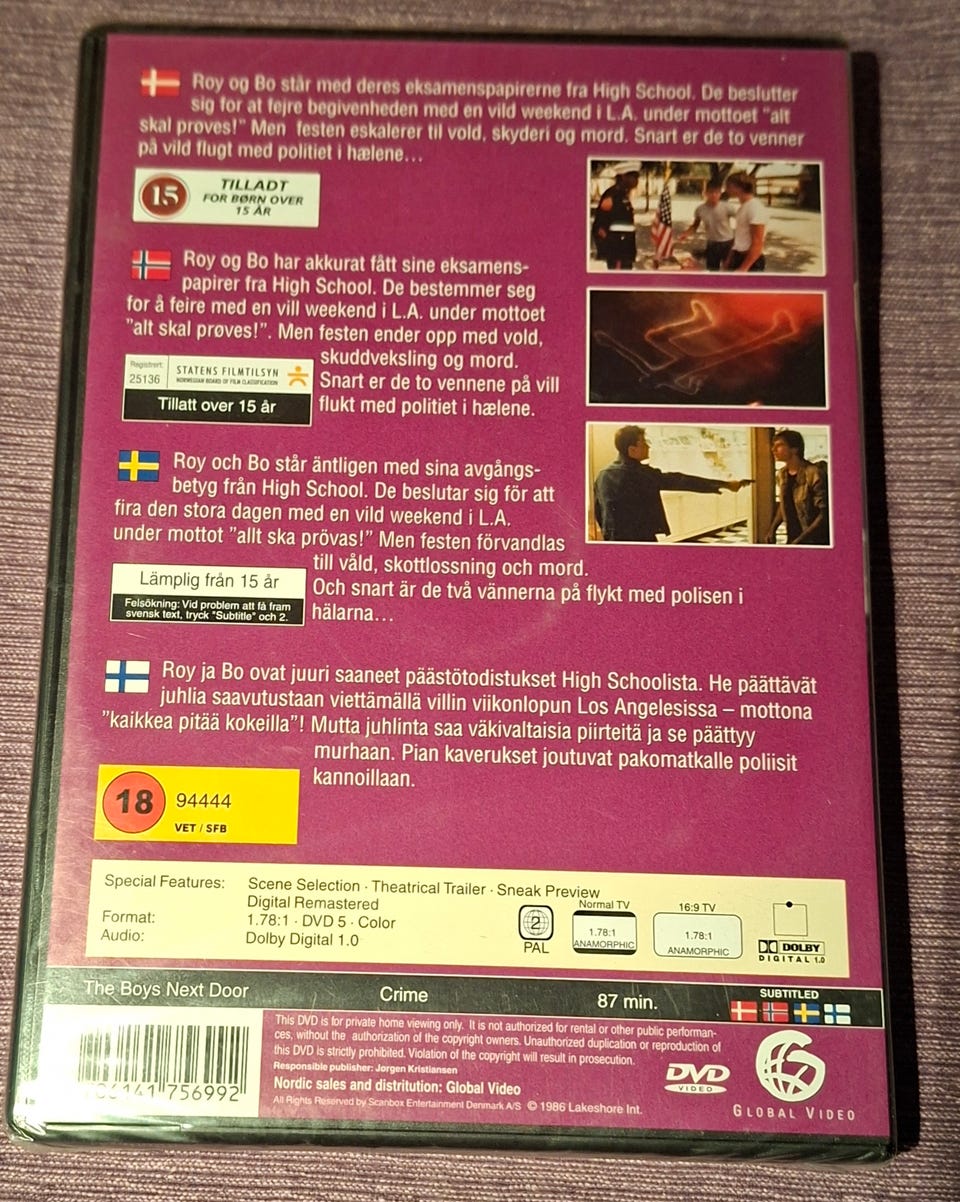 Roy og Bo står med deres eksamenspapirerne fra High School. De beslutter
sig for at fejre begivenheden med en vild weekend i L.A. under mottoet "alt
skal prøves!" Men festen eskalerer til vold, skyderi og mord. Snart er de to venner
på vild flugt med politiet i hælene...
15
TILLADT
FOR BØRN OVER
15 ÅR
Roy og Bo har akkurat fått sine eksamens-
papirer fra High School. De bestemmer seg
for å feire med en vill weekend i L.A. under mottoet
"alt skal prøves!". Men festen ender opp med vold,
skuddveksling og mord.
Snart er de to vennene på vill
flukt med politiet i hælene.
Registrert:
25136
STATENS FILMTILSYN
NORWEGIAN BOARD OF FILM CLASSIFICATION
Tillatt over 15 år
Roy och Bo står äntligen med sina avgångs-
betyg från High School. De beslutar sig för att
fira den stora dagen med en vild weekend i L.A.
under mottot "allt ska prövas!" Men festen förvandlas
till våld, skottlossning och mord.
Och snart är de två vännerna på flykt med polisen i
hälarna...
Lämplig från 15 år
Felsökning: Vid problem att få fram
svensk text, tryck "Subtitle" och 2.
Roy ja Bo ovat juuri saaneet päästötodistukset High Schoolista. He päättävät
juhlia saavutustaan viettämällä villin viikonlopun Los Angelesissa – mottona
"kaikkea pitää kokeilla"! Mutta juhlinta saa väkivaltaisia piirteitä ja se päättyy
murhaan. Pian kaverukset joutuvat pakomatkalle poliisit
kannoillaan.
18
94444
VET / SFB
Special Features: Scene Selection · Theatrical Trailer · Sneak Preview
Digital Remastered
Format: 1.78:1 · DVD 5 · Color
Audio: Dolby Digital 1.0
2
PAL
Normal TV
1.78:1
ANAMORPHIC
16:9 TV
1.78:1
ANAMORPHIC
DOLBY
DIGITAL 1.0
The Boys Next Door Crime 87 min.
SUBTITLED
756992
This DVD is for private home viewing only. It is not authorized for rental or other public performan-
ces, without the authorization of the copyright owners. Unauthorized duplication or reproduction of
this DVD is strictly prohibited. Violation of the copyright will result in prosecution.
Responsible publisher: Jørgen Kristiansen
Nordic sales and distrubition: Global Video
All Rights Reserved by Scanbox Entertainment Denmark A/S © 1986 Lakeshore Int.
DVD
VIDEO
GLOBAL VIDEO